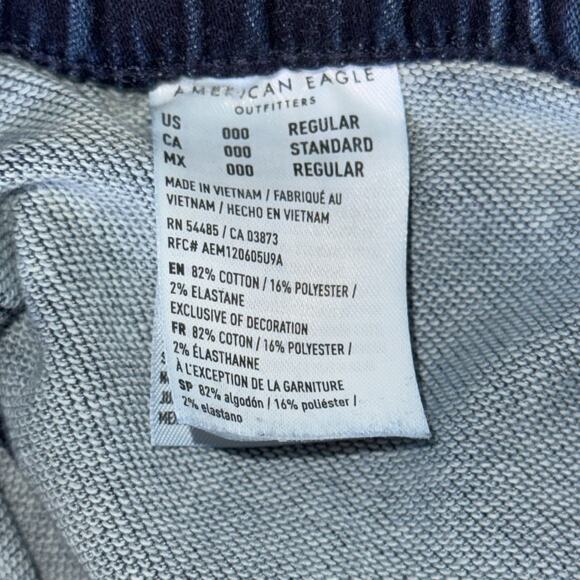 AMERICAN EAGLE
OUTFITTERS
US 000 REGULAR
CA 000 STANDARD
MX 000 REGULAR
MADE IN VIETNAM / FABRIQUÉ AU
VIETNAM / HECHO EN VIETNAM
RN 54485 / CA 03873
RFC# AEM120605U9A
EN 82% COTTON / 16% POLYESTER /
2% ELASTANE
EXCLUSIVE OF DECORATION
FR 82% COTON / 16% POLYESTER /
2% ÉLASTHANNE
À L'EXCEPTION DE LA GARNITURE
SP 82% algodón / 16% poliéster /
2% elastano